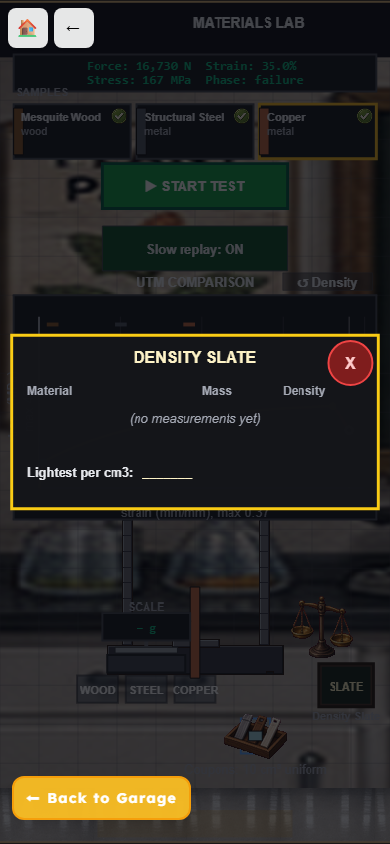 MATERIALS LAB
Force: 16,730 N Strain: 35.0%
Stress: 167 MPa Phase: failure
SAMPLES
Mesquite Wood
wood
Structural Steel
metal
Copper
metal
▶ START TEST
Slow replay: ON
UTM COMPARISON
↺ Density
DENSITY SLATE
X
Material Mass Density
(no measurements yet)
Lightest per cm3: ______
strain (mm/mm), max 0.37
SCALE
– g
WOOD STEEL COPPER
SLATE
← Back to Garage